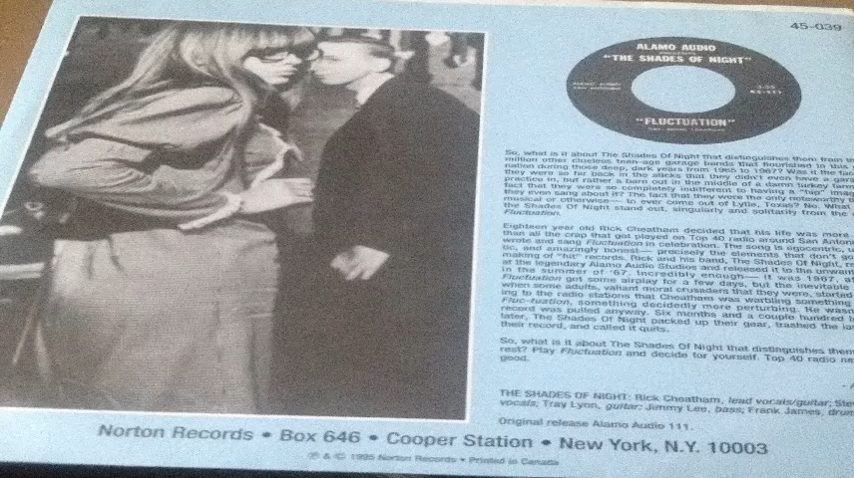 45-039
ALAMO AUDIO
"THE SHADES OF NIGHT"
"FLUCTUATION"
So, what is it about The Shades Of Night that distinguishes them from
million other clueless teen-age garage bands that flourished in this
nation during those deep, dark years from 1965 to 1967? Was it the fac
they were so far back in the sticks that they didn't even have a gara
practice in, but rather a barn out in the middle of a damn turkey farm
fact that they were so completely indifferent to having a "hip" imag
they even sang about it? The fact that they were the only noteworthy
musical or otherwise— to ever come out of Lytle, Texas? No. What
the Shades Of Night stand out, singularly and solitarily from the
Fluctuation.
Eighteen year old Rick Cheatham decided that his life was more
than all the crap that got played on Top 40 radio around San Antoni
wrote and sang Fluctuation in celebration. The song is egocentric,
tic, and amazingly honest— precisely the elements that don't go
making of "hit" records. Rick and his band, The Shades Of Night, re
at the legendary Alamo Audio Studios and released it to the unwant
in the summer of '67. Incredibly enough— it was 1967, af
Fluctuation got some airplay for a few days, but the inevitable
when some adults, valiant moral crusaders that they were, started
ing to the radio stations that Cheatham was warbling something
Fluc-tuation, something decidedly more perturbing. He wasn
record was pulled anyway. Six months and a couple hundred
later, The Shades Of Night packed up their gear, trashed the la
their record, and called it quits.
So, what is it about The Shades Of Night that distinguishes them
rest? Play Fluctuation and decide for yourself. Top 40 radio ne
good.
THE SHADES OF NIGHT: Rick Cheatham, lead vocals/guitar; Ste
vocals; Tray Lynn, guitar; Jimmy Lee, bass; Frank James, drum
Original release Alamo Audio 111.
Norton Records • Box 646 • Cooper Station • New York, N.Y. 10003
℗ & © 1995 Norton Records • Printed in Canada